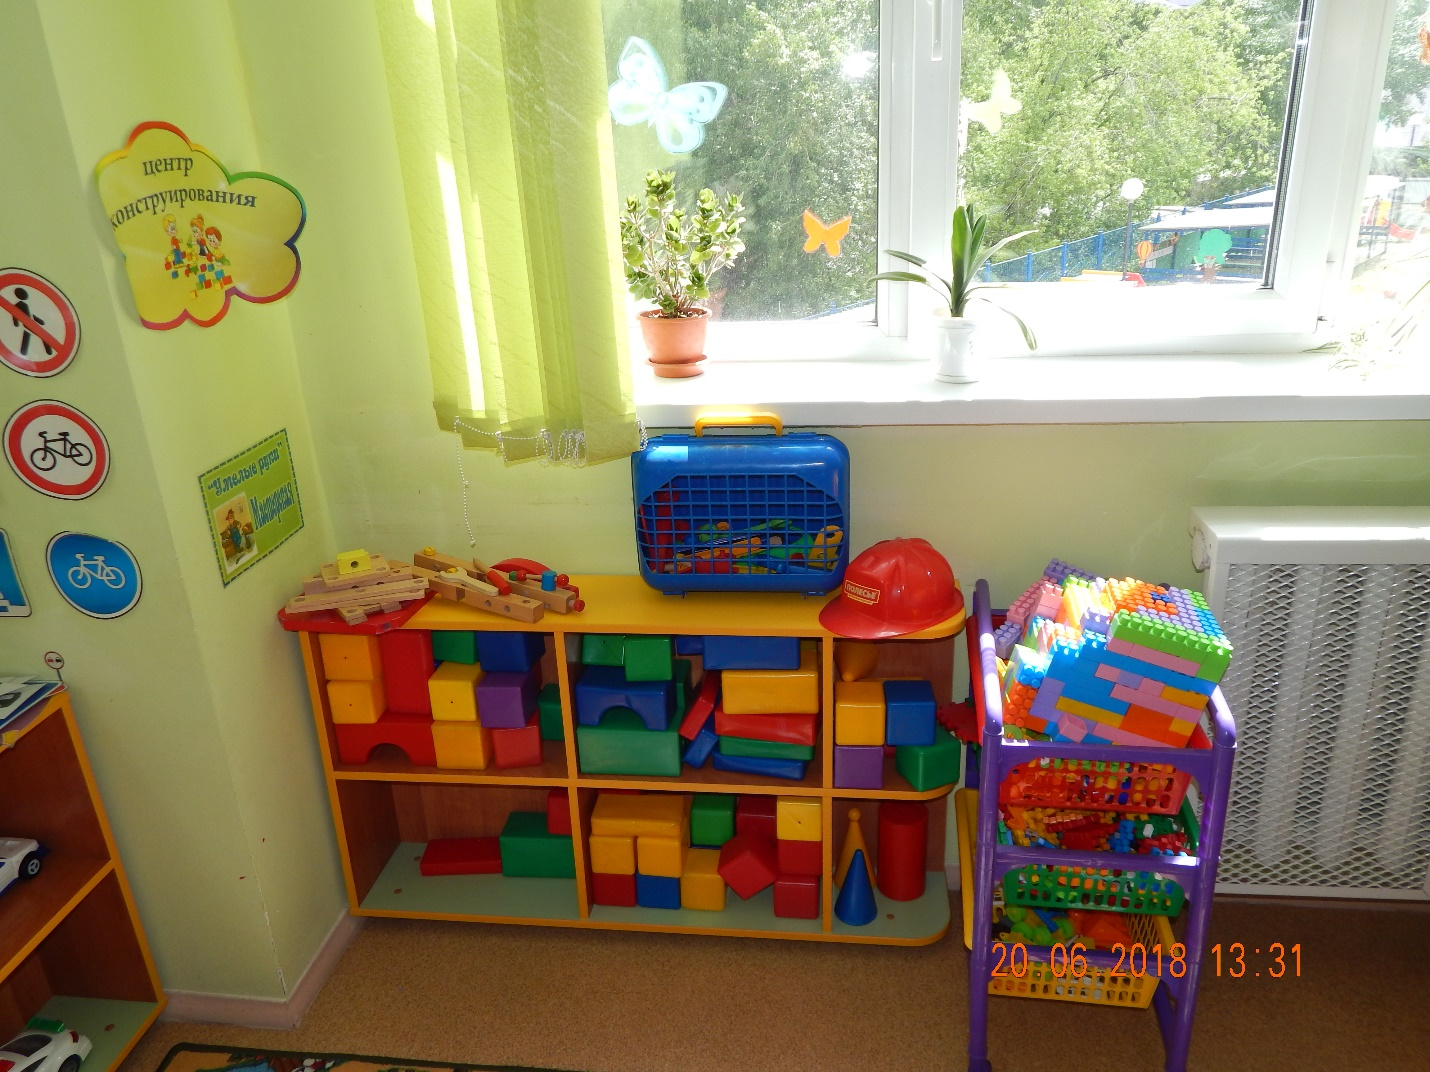 центр
конструирования
"Умелые руки"
Мастерская
ПОЛЕСЬЕ
20 06 2018 13:31